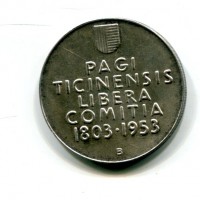 PAGI
TICINENSIS
LIBERA
COMITIA
1803·1953
B